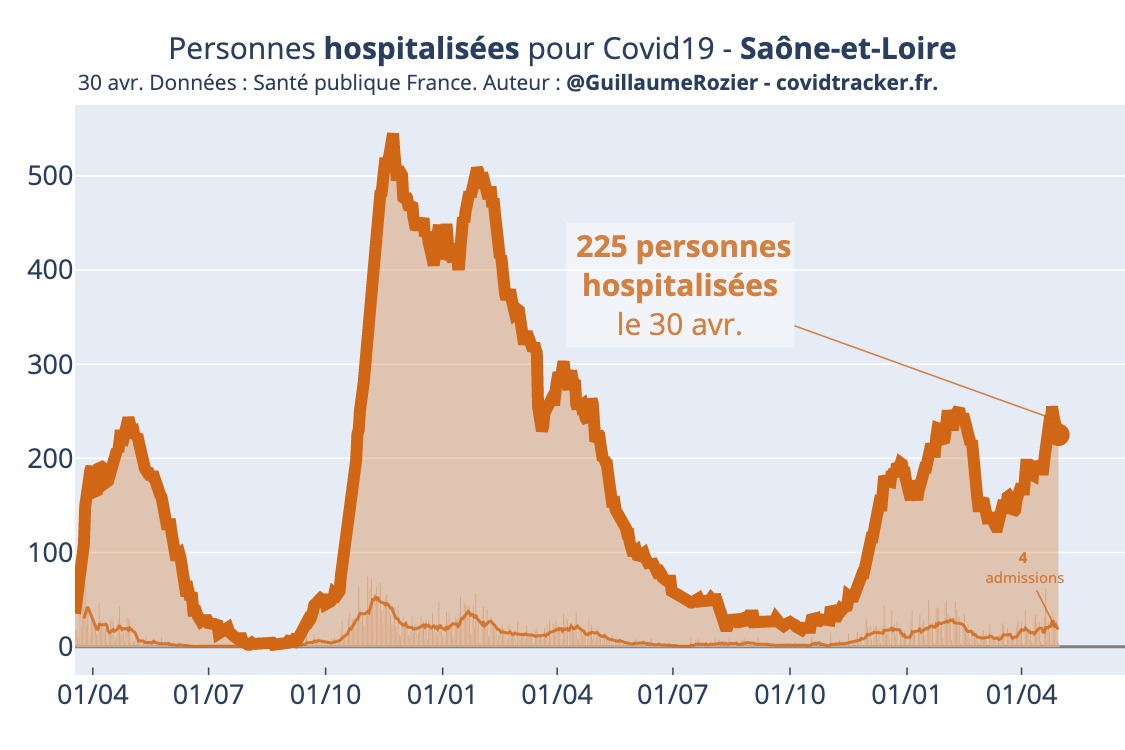 Personnes hospitalisées pour Covid19 - Saône-et-Loire
30 avr. Données : Santé publique France. Auteur : @GuillaumeRozier - covidtracker.fr.
500
400
300
200
100
0
225 personnes
hospitalisées
le 30 avr.
4
admissions
01/04 01/07 01/10 01/01 01/04 01/07 01/10 01/01 01/04